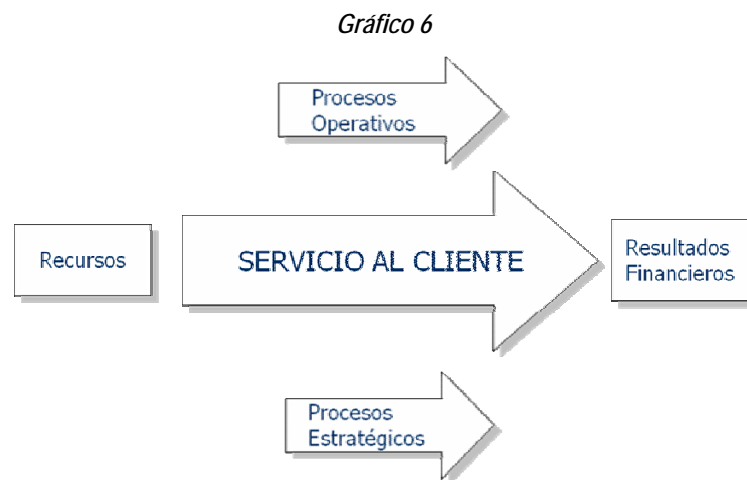 Gráfico 6
Procesos
Operativos
Recursos
SERVICIO AL CLIENTE
Resultados
Financieros
Procesos
Estratégicos